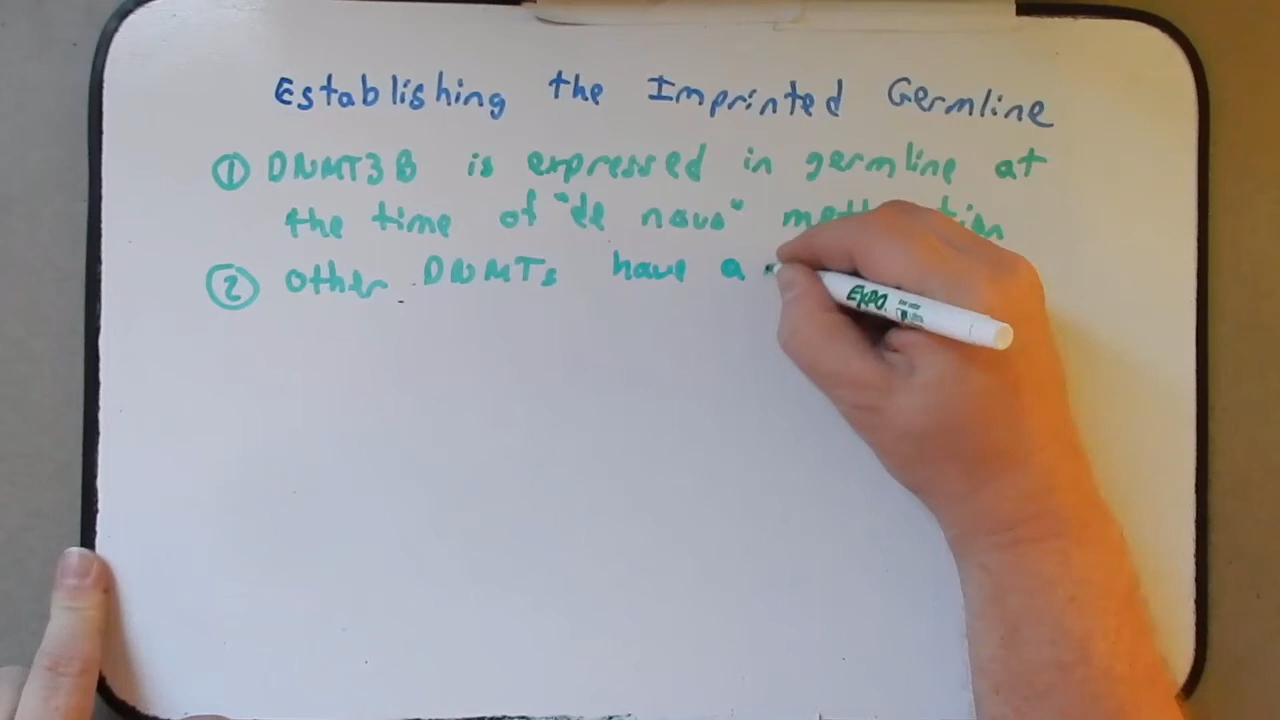 Establishing the Imprinted Germline
① DNMT3B is expressed in germline at
the time of "de novo"
② other DNMTs have a
EXPO